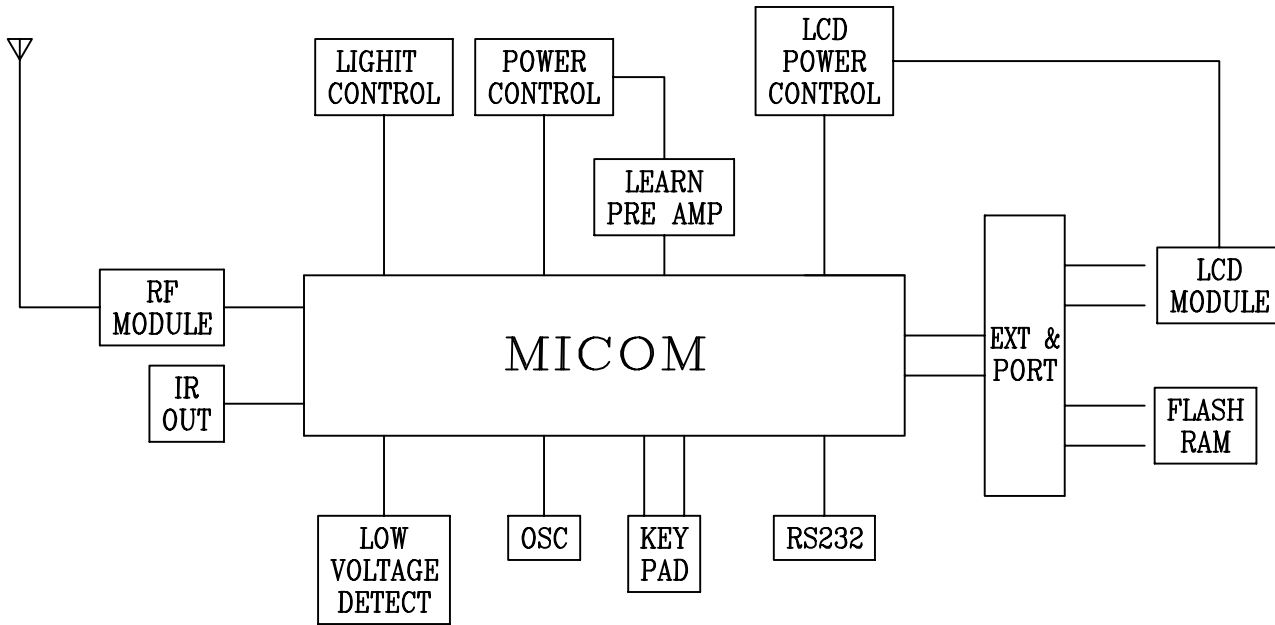 LIGHIT
CONTROL
POWER
CONTROL
LCD
POWER
CONTROL
LEARN
PRE AMP
RF
MODULE
IR
OUT
MICOM
EXT &
PORT
LCD
MODULE
FLASH
RAM
LOW
VOLTAGE
DETECT
OSC
KEY
PAD
RS232